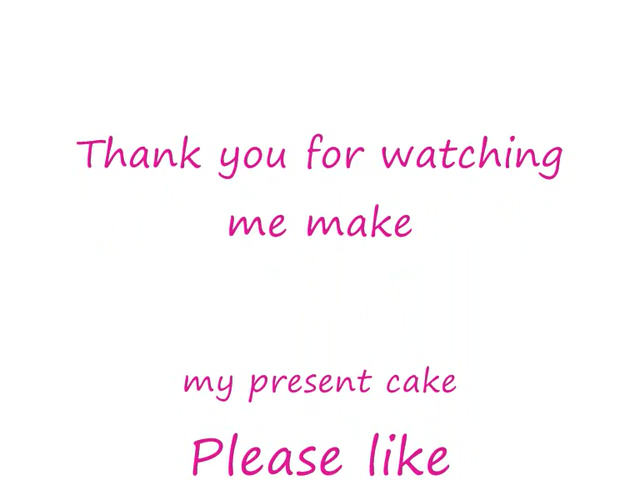 Thank you for watching
me make
my present cake
Please like